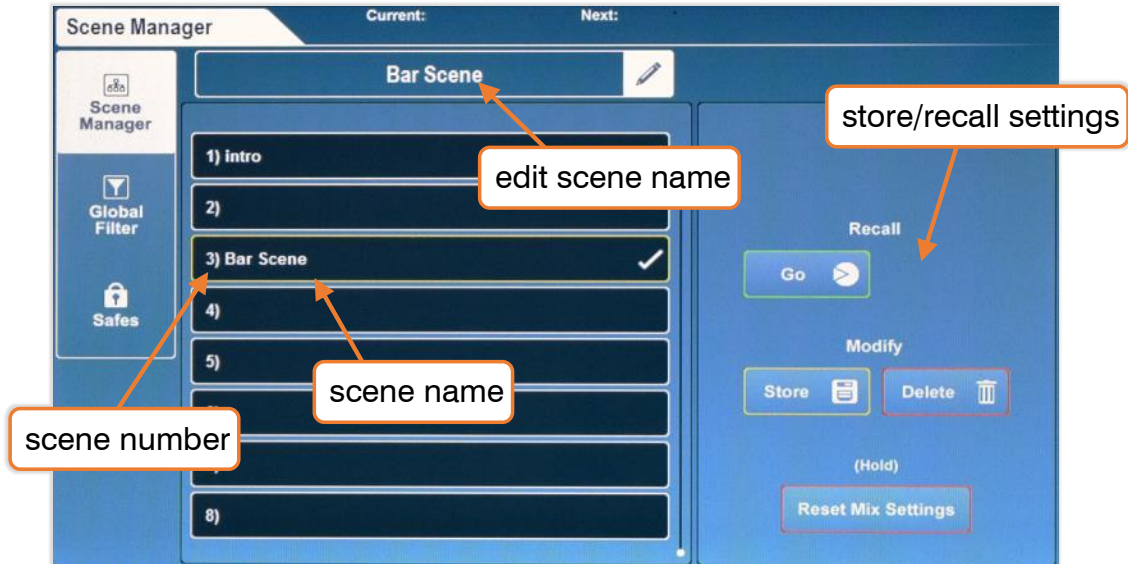 Scene Manager
Current:
Next:
Bar Scene
Scene
Manager
Global
Filter
Safes
1) intro
2)
3) Bar Scene
4)
5)
8)
edit scene name
scene name
scene number
store/recall settings
Recall
Go
Modify
Store
Delete
(Hold)
Reset Mix Settings